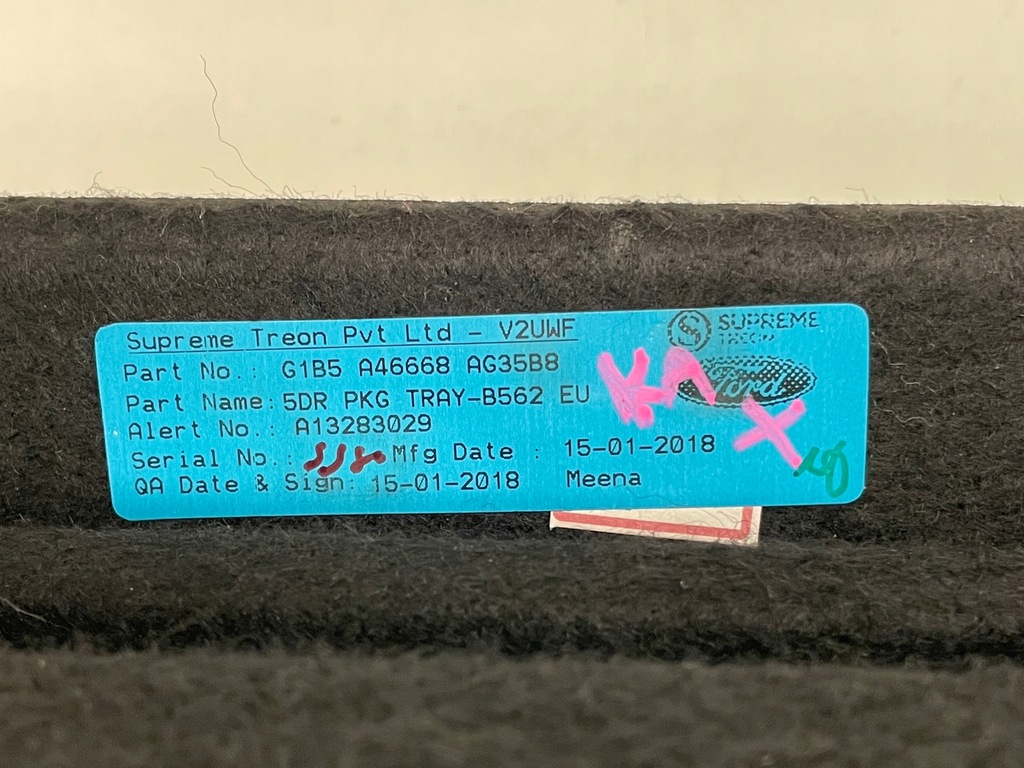 Supreme Treon Pvt Ltd - V2UWF
SUPREME
TREON
Part No.: G1B5 A46668 AG35B8
Ford
Part Name: 5DR PKG TRAY-B562 EU
Alert No.: A13283029
Serial No.: Mfg Date : 15-01-2018
QA Date & Sign: 15-01-2018 Meena